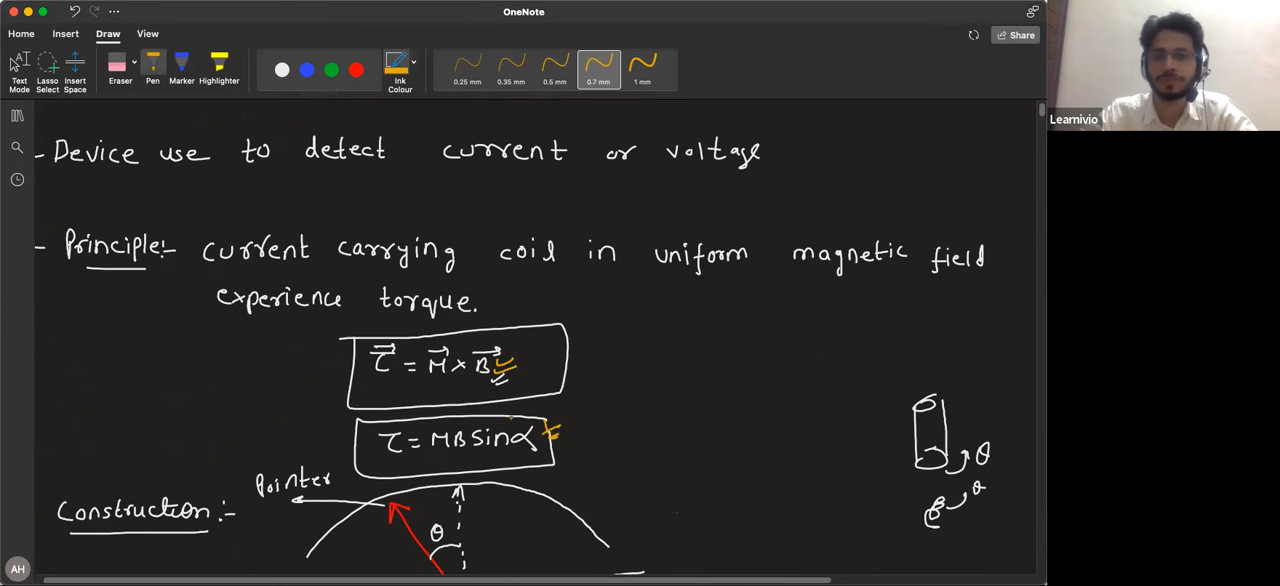 OneNote
Home Insert Draw View
Share
Text Mode
Lasso Select
Insert Space
Eraser
Pen
Marker
Highlighter
Ink Colour
0.25 mm
0.35 mm
0.5 mm
0.7 mm
1 mm
Learnivio
- Device use to detect current or voltage
- Principle:- current carrying coil in uniform magnetic field
experience torque.
τ = M × B
τ = MB sinα
Pointer
Construction :-
θ
θ
θ
AH